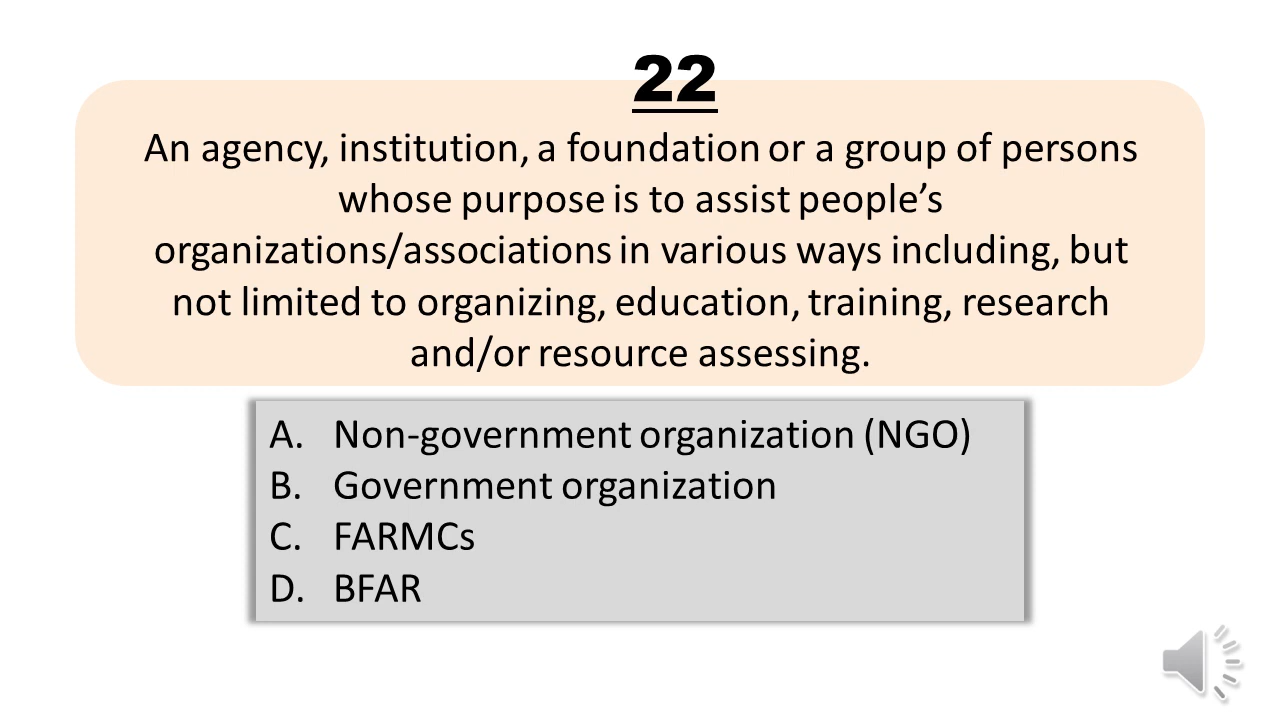 22
An agency, institution, a foundation or a group of persons
whose purpose is to assist people’s
organizations/associations in various ways including, but
not limited to organizing, education, training, research
and/or resource assessing.
A. Non-government organization (NGO)
B. Government organization
C. FARMCs
D. BFAR